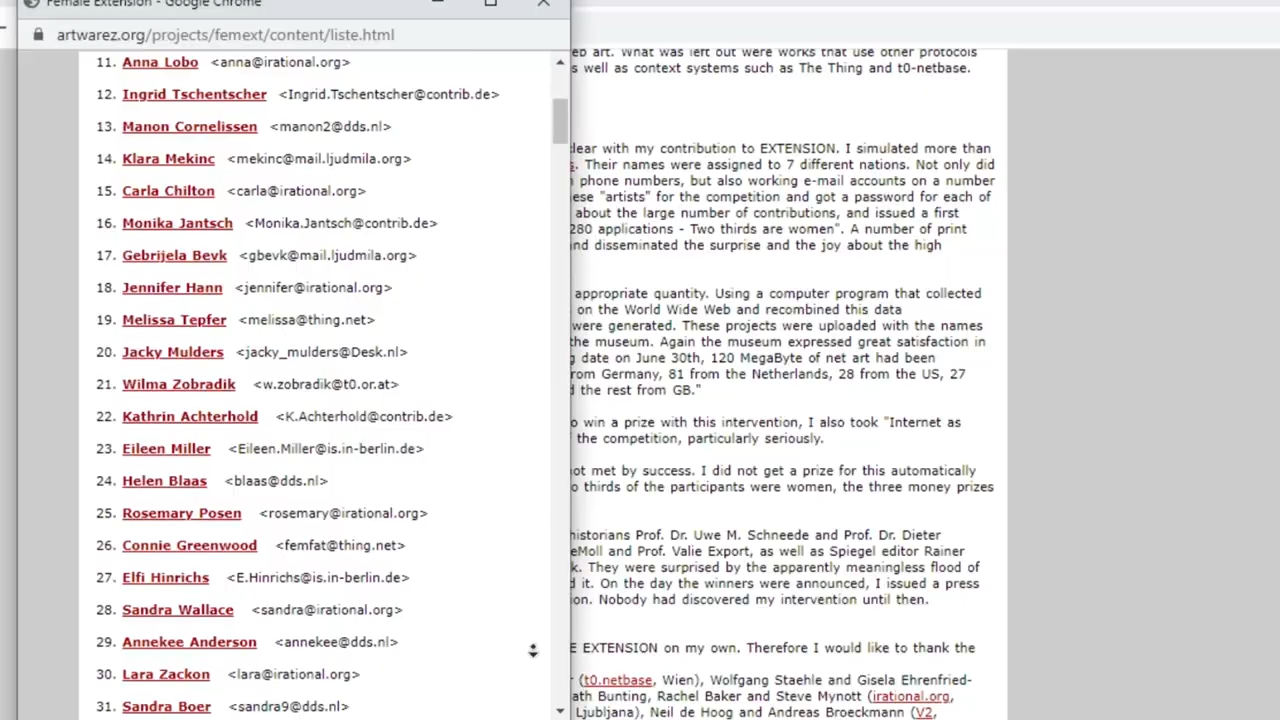 Female Extension - Google Chrome
artwarez.org/projects/femext/content/liste.html
11. Anna Lobo <anna@irational.org>
12. Ingrid Tschentscher <Ingrid.Tschentscher@contrib.de>
13. Manon Cornelissen <manon2@dds.nl>
14. Klara Mekinc <mekinc@mail.ljudmila.org>
15. Carla Chilton <carla@irational.org>
16. Monika Jantsch <Monika.Jantsch@contrib.de>
17. Gebrijela Bevk <gbevk@mail.ljudmila.org>
18. Jennifer Hann <jennifer@irational.org>
19. Melissa Tepfer <melissa@thing.net>
20. Jacky Mulders <jacky_mulders@Desk.nl>
21. Wilma Zobradik <w.zobradik@t0.or.at>
22. Kathrin Achterhold <K.Achterhold@contrib.de>
23. Eileen Miller <Eileen.Miller@is.in-berlin.de>
24. Helen Blaas <blaas@dds.nl>
25. Rosemary Posen <rosemary@irational.org>
26. Connie Greenwood <femfat@thing.net>
27. Elfi Hinrichs <E.Hinrichs@is.in-berlin.de>
28. Sandra Wallace <sandra@irational.org>
29. Annekee Anderson <annekee@dds.nl>
30. Lara Zackon <lara@irational.org>
31. Sandra Boer <sandra9@dds.nl>
eb art. What was left out were works that use other protocols
s well as context systems such as The Thing and t0-netbase.
lear with my contribution to EXTENSION. I simulated more than
s. Their names were assigned to 7 different nations. Not only did
phone numbers, but also working e-mail accounts on a number
ese "artists" for the competition and got a password for each of
about the large number of contributions, and issued a first
280 applications - Two thirds are women". A number of print
nd disseminated the surprise and the joy about the high
appropriate quantity. Using a computer program that collected
on the World Wide Web and recombined this data
were generated. These projects were uploaded with the names
the museum. Again the museum expressed great satisfaction in
g date on June 30th, 120 MegaByte of net art had been
rom Germany, 81 from the Netherlands, 28 from the US, 27
d the rest from GB."
o win a prize with this intervention, I also took "Internet as
f the competition, particularly seriously.
ot met by success. I did not get a prize for this automatically
o thirds of the participants were women, the three money prizes
historians Prof. Dr. Uwe M. Schneede and Prof. Dr. Dieter
eMoll and Prof. Valie Export, as well as Spiegel editor Rainer
k. They were surprised by the apparently meaningless flood of
d it. On the day the winners were announced, I issued a press
ion. Nobody had discovered my intervention until then.
E EXTENSION on my own. Therefore I would like to thank the
r (t0.netbase, Wien), Wolfgang Staehle and Gisela Ehrenfried-
ath Bunting, Rachel Baker and Steve Mynott (irational.org,
Ljubljana), Neil de Hoog and Andreas Broeckmann (V2,